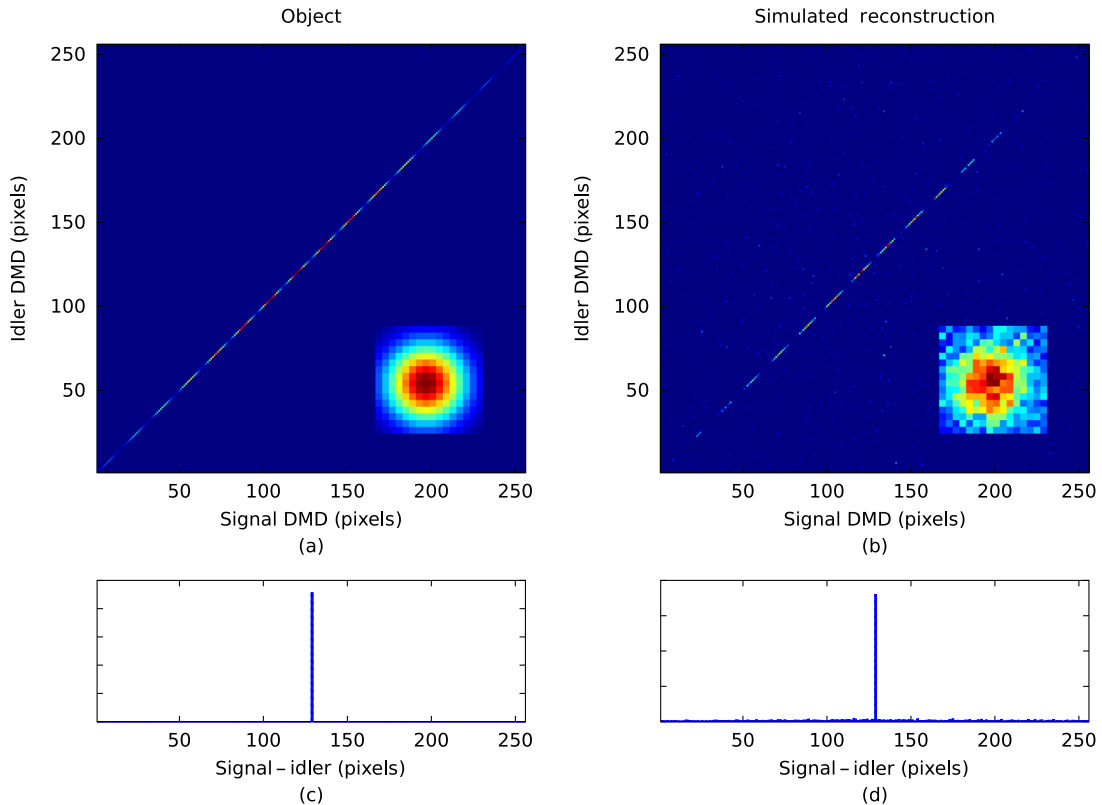 Object
Simulated reconstruction
250
200
150
100
50
Idler DMD (pixels)
50 100 150 200 250
Signal DMD (pixels)
(a)
250
200
150
100
50
Idler DMD (pixels)
50 100 150 200 250
Signal DMD (pixels)
(b)
50 100 150 200 250
Signal–idler (pixels)
(c)
50 100 150 200 250
Signal–idler (pixels)
(d)